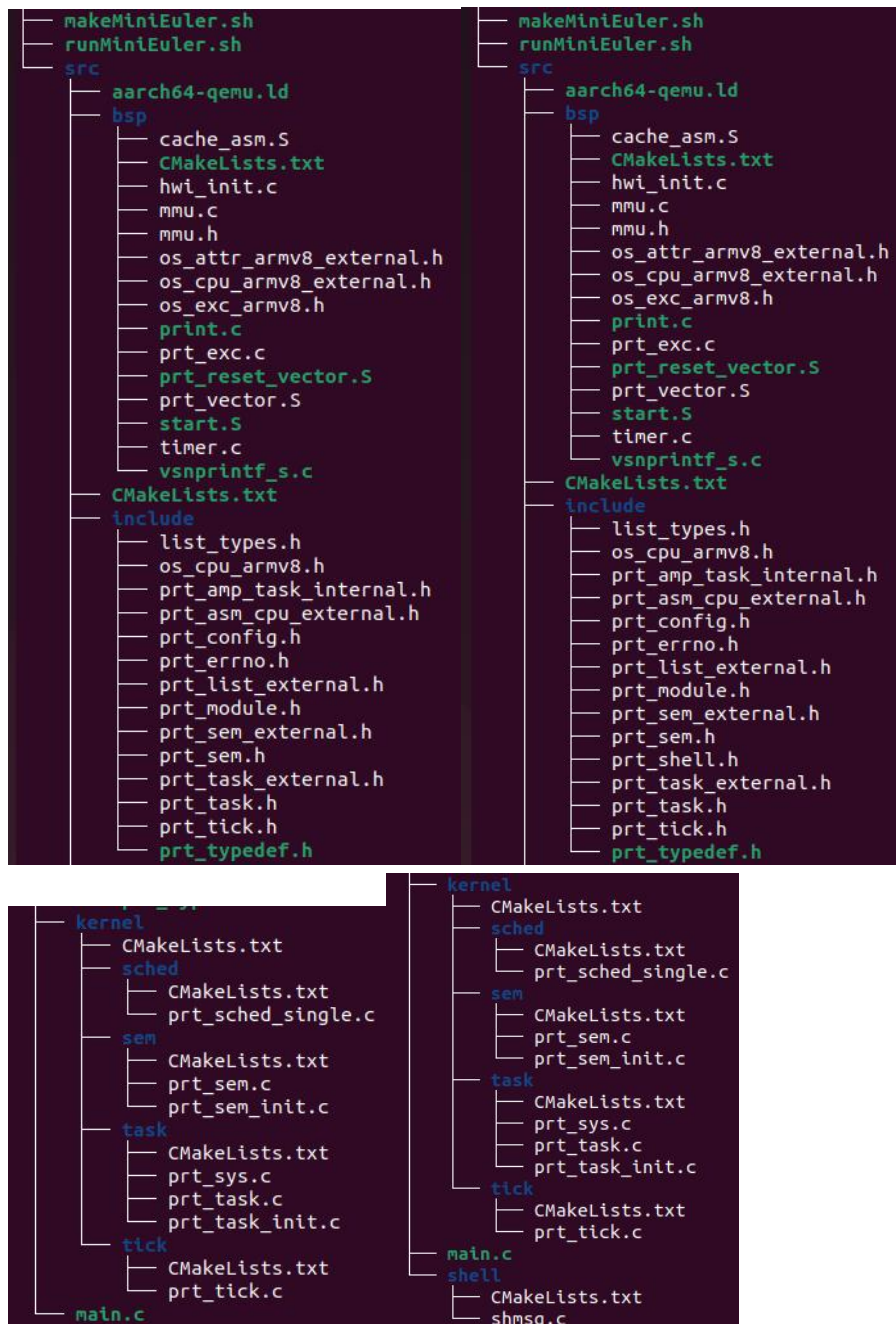 makeMiniEuler.sh
runMiniEuler.sh
src
aarch64-qemu.ld
bsp
cache_asm.S
CMakeLists.txt
hwi_init.c
mmu.c
mmu.h
os_attr_armv8_external.h
os_cpu_armv8_external.h
os_exc_armv8.h
print.c
prt_exc.c
prt_reset_vector.S
prt_vector.S
start.S
timer.c
vsnprintf_s.c
CMakeLists.txt
include
list_types.h
os_cpu_armv8.h
prt_amp_task_internal.h
prt_asm_cpu_external.h
prt_config.h
prt_errno.h
prt_list_external.h
prt_module.h
prt_sem_external.h
prt_sem.h
prt_task_external.h
prt_task.h
prt_tick.h
prt_typedef.h
makeMiniEuler.sh
runMiniEuler.sh
src
aarch64-qemu.ld
bsp
cache_asm.S
CMakeLists.txt
hwi_init.c
mmu.c
mmu.h
os_attr_armv8_external.h
os_cpu_armv8_external.h
os_exc_armv8.h
print.c
prt_exc.c
prt_reset_vector.S
prt_vector.S
start.S
timer.c
vsnprintf_s.c
CMakeLists.txt
include
list_types.h
os_cpu_armv8.h
prt_amp_task_internal.h
prt_asm_cpu_external.h
prt_config.h
prt_errno.h
prt_list_external.h
prt_module.h
prt_sem_external.h
prt_sem.h
prt_shell.h
prt_task_external.h
prt_task.h
prt_tick.h
prt_typedef.h
kernel
CMakeLists.txt
sched
CMakeLists.txt
prt_sched_single.c
sem
CMakeLists.txt
prt_sem.c
prt_sem_init.c
task
CMakeLists.txt
prt_sys.c
prt_task.c
prt_task_init.c
tick
CMakeLists.txt
prt_tick.c
main.c
kernel
CMakeLists.txt
sched
CMakeLists.txt
prt_sched_single.c
sem
CMakeLists.txt
prt_sem.c
prt_sem_init.c
task
CMakeLists.txt
prt_sys.c
prt_task.c
prt_task_init.c
tick
CMakeLists.txt
prt_tick.c
main.c
shell
CMakeLists.txt
shmsg.c